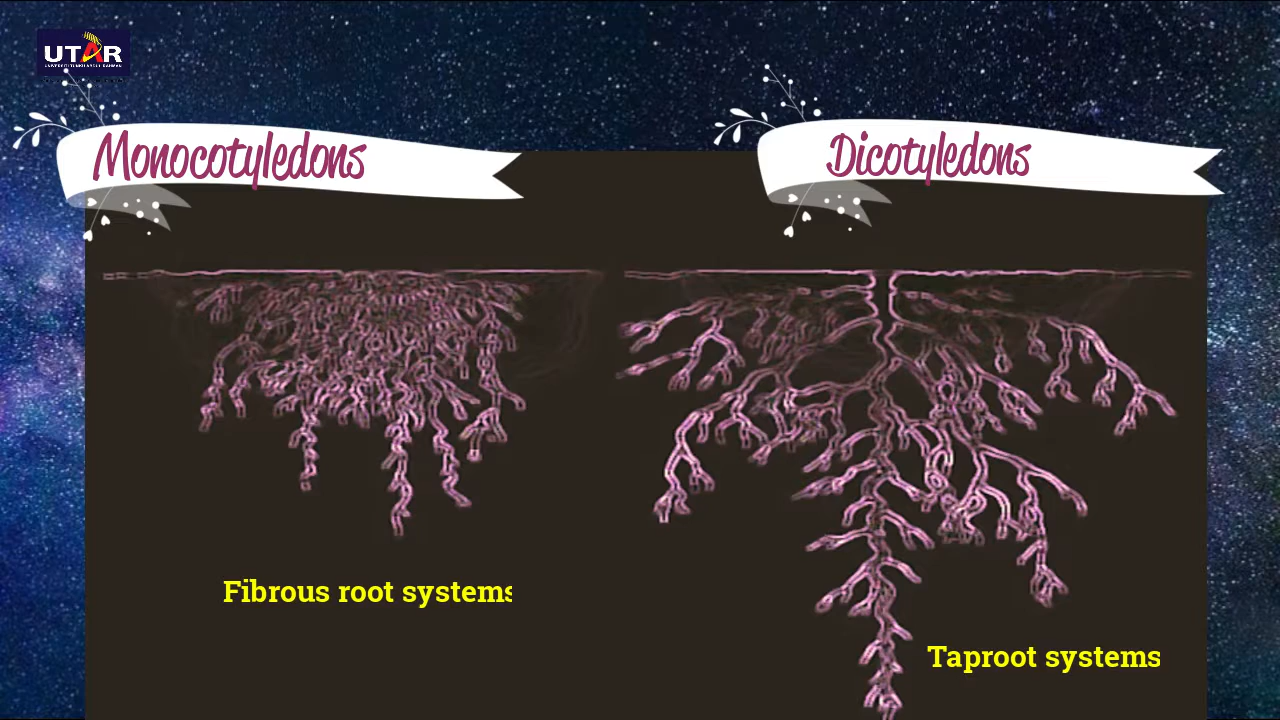 UTAR
Monocotyledons
Dicotyledons
Fibrous root systems
Taproot systems